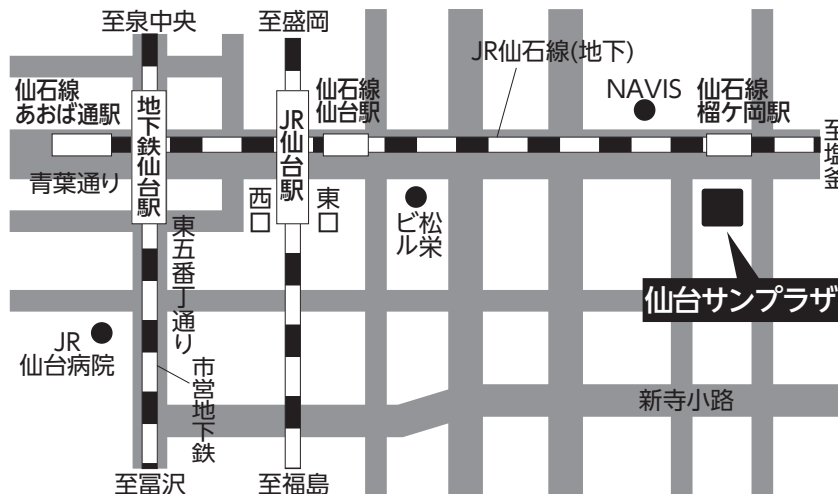 至泉中央
至盛岡
JR仙石線(地下)
仙石線
あおば通駅
地下鉄仙台駅
JR仙台駅
仙石線
仙台駅
NAVIS
仙石線
榴ケ岡駅
至塩釜
青葉通り
西口
東口
松栄
ビル
仙台サンプラザ
東五番丁通り
JR
仙台病院
市営地下鉄
新寺小路
至富沢
至福島